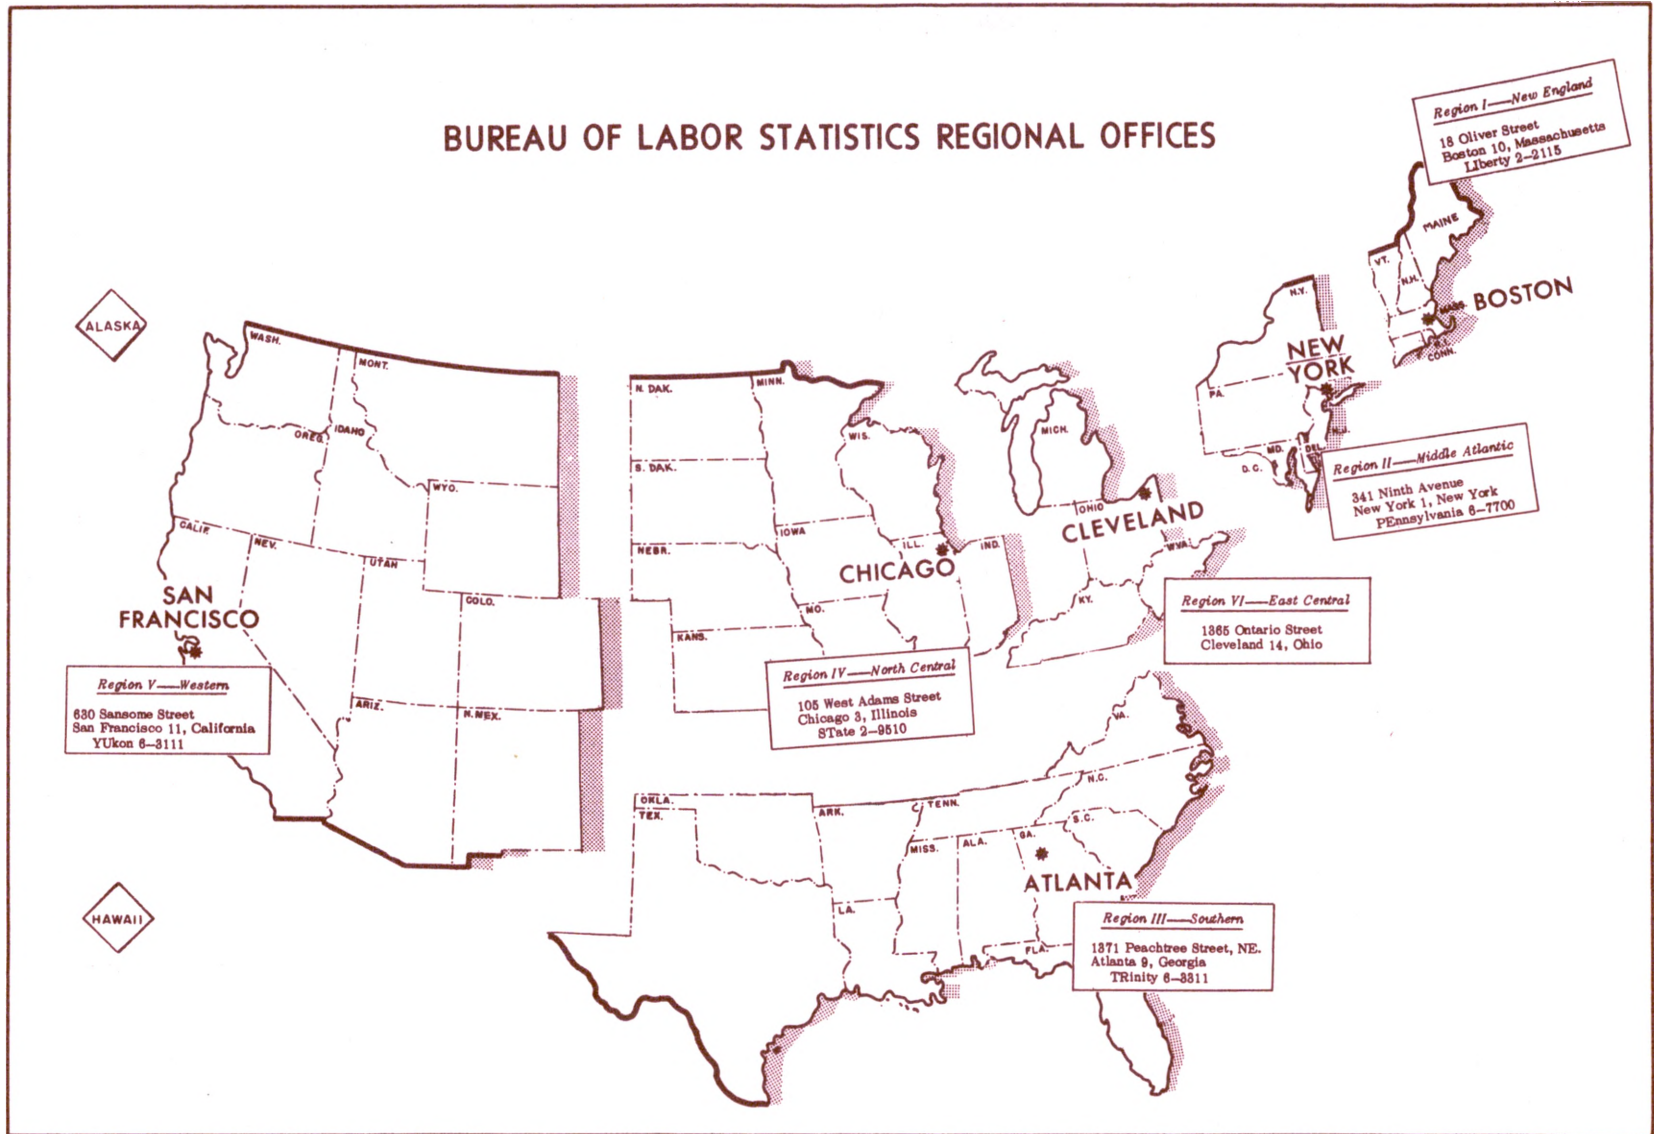 BUREAU OF LABOR STATISTICS REGIONAL OFFICES
Region I—New England
18 Oliver Street
Boston 10, Massachusetts
LIberty 2-2115
MAINE
VT.
N.H.
MASS.
BOSTON
R.I.
CONN.
N.Y.
NEW
YORK
PA.
N.J.
MD.
DEL.
D.C.
Region II—Middle Atlantic
341 Ninth Avenue
New York 1, New York
PEnnsylvania 6-7700
ALASKA
WASH.
MONT.
OREG.
IDAHO
WYO.
CALIF.
NEV.
UTAH
COLO.
SAN
FRANCISCO
ARIZ.
N.MEX.
Region V—Western
630 Sansome Street
San Francisco 11, California
YUkon 6-3111
N. DAK.
MINN.
S. DAK.
WIS.
IOWA
NEBR.
ILL.
IND.
CHICAGO
MO.
KANS.
Region IV—North Central
105 West Adams Street
Chicago 3, Illinois
STate 2-9510
MICH.
OHIO
CLEVELAND
W.VA.
KY.
Region VI—East Central
1365 Ontario Street
Cleveland 14, Ohio
HAWAII
VA.
N.C.
OKLA.
TEX.
ARK.
TENN.
S.C.
MISS.
ALA.
GA.
ATLANTA
LA.
FLA.
Region III—Southern
1371 Peachtree Street, NE.
Atlanta 9, Georgia
TRinity 6-3311